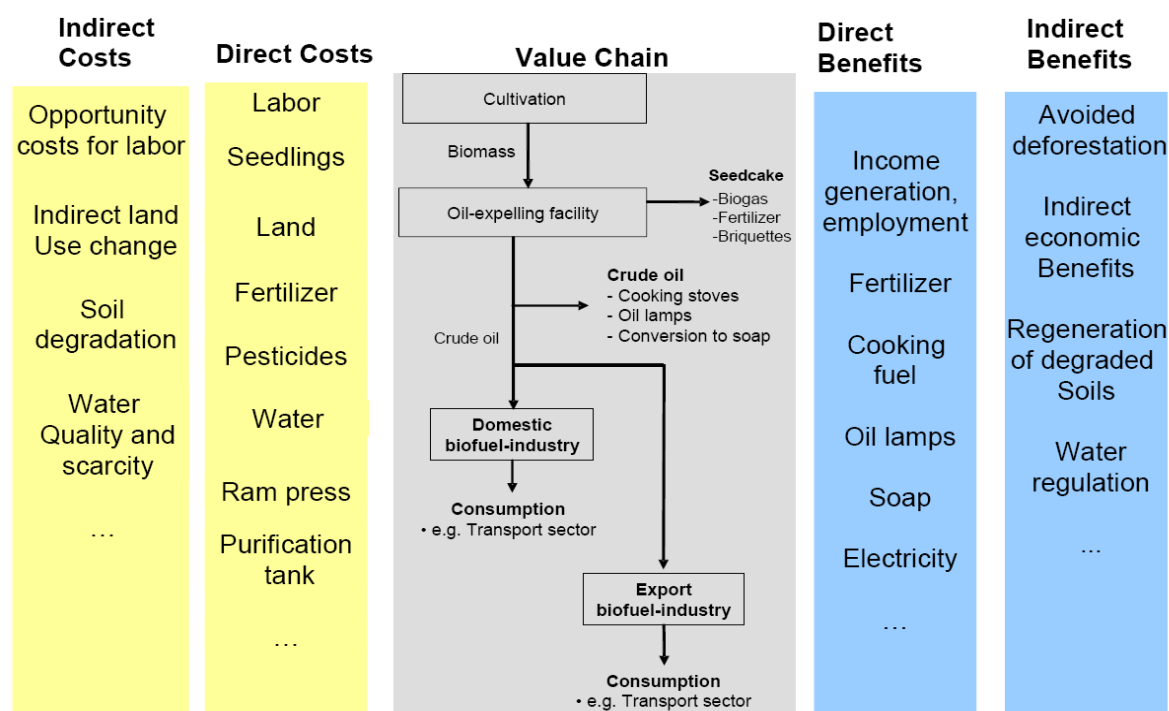 Indirect
Costs
Opportunity
costs for labor
Indirect land
Use change
Soil
degradation
Water
Quality and
scarcity
...
Direct Costs
Labor
Seedlings
Land
Fertilizer
Pesticides
Water
Ram press
Purification
tank
...
Value Chain
Cultivation
Biomass
Oil-expelling facility
Seedcake
-Biogas
-Fertilizer
-Briquettes
Crude oil
- Cooking stoves
- Oil lamps
- Conversion to soap
Crude oil
Domestic
biofuel-industry
Consumption
• e.g. Transport sector
Export
biofuel-industry
Consumption
• e.g. Transport sector
Direct
Benefits
Income
generation,
employment
Fertilizer
Cooking
fuel
Oil lamps
Soap
Electricity
...
Indirect
Benefits
Avoided
deforestation
Indirect
economic
Benefits
Regeneration
of degraded
Soils
Water
regulation
...